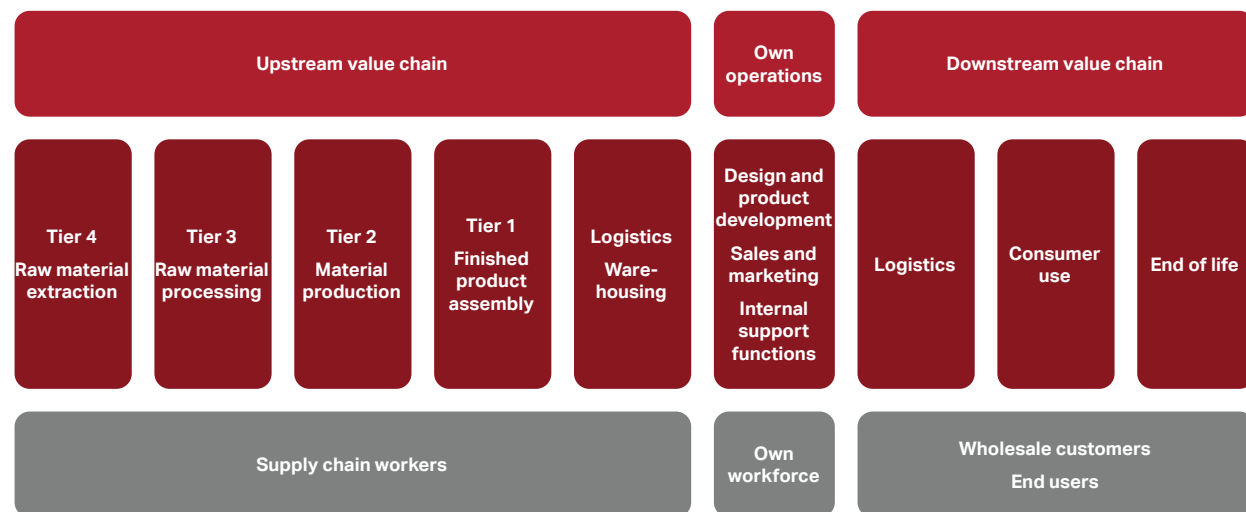 Upstream value chain
Own
operations
Downstream value chain
Tier 4
Raw material
extraction
Tier 3
Raw material
processing
Tier 2
Material
production
Tier 1
Finished
product
assembly
Logistics
Ware-
housing
Design and
product
development
Sales and
marketing
Internal
support
functions
Logistics
Consumer
use
End of life
Supply chain workers
Own
workforce
Wholesale customers
End users